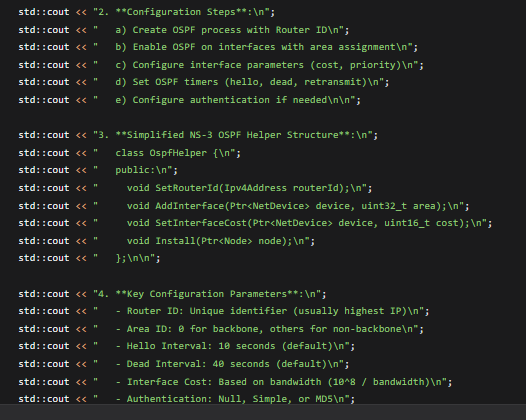 std::cout << "2. **Configuration Steps**:\n";
std::cout << "   a) Create OSPF process with Router ID\n";
std::cout << "   b) Enable OSPF on interfaces with area assignment\n";
std::cout << "   c) Configure interface parameters (cost, priority)\n";
std::cout << "   d) Set OSPF timers (hello, dead, retransmit)\n";
std::cout << "   e) Configure authentication if needed\n\n";
std::cout << "3. **Simplified NS-3 OSPF Helper Structure**:\n";
std::cout << "   class OspfHelper {\n";
std::cout << "   public:\n";
std::cout << "     void SetRouterId(Ipv4Address routerId);\n";
std::cout << "     void AddInterface(Ptr<NetDevice> device, uint32_t area);\n";
std::cout << "     void SetInterfaceCost(Ptr<NetDevice> device, uint16_t cost);\n";
std::cout << "     void Install(Ptr<Node> node);\n";
std::cout << "   };\n\n";
std::cout << "4. **Key Configuration Parameters**:\n";
std::cout << "   - Router ID: Unique identifier (usually highest IP)\n";
std::cout << "   - Area ID: 0 for backbone, others for non-backbone\n";
std::cout << "   - Hello Interval: 10 seconds (default)\n";
std::cout << "   - Dead Interval: 40 seconds (default)\n";
std::cout << "   - Interface Cost: Based on bandwidth (10^8 / bandwidth)\n";
std::cout << "   - Authentication: Null, Simple, or MD5\n";